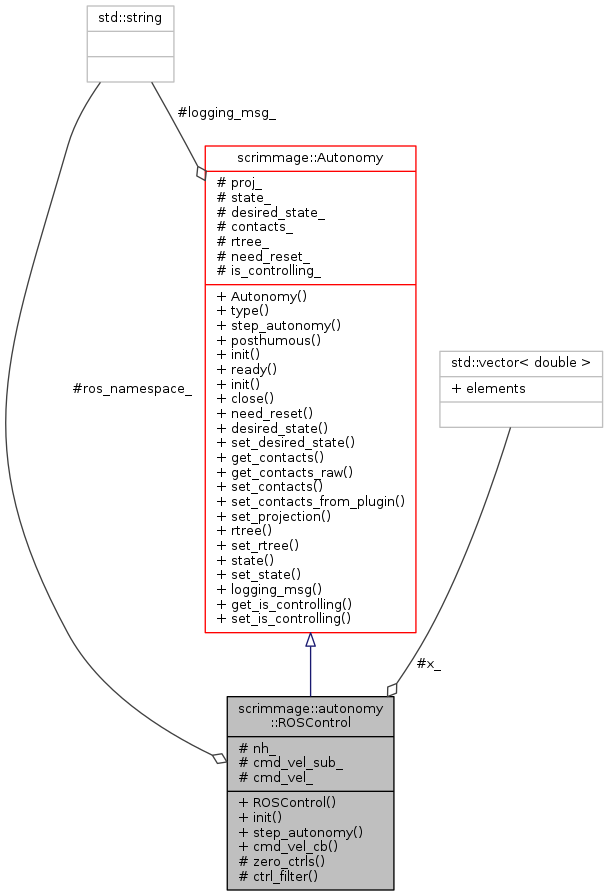 std::string
#logging_msg_
scrimmage::Autonomy
# proj_
# state_
# desired_state_
# contacts_
# rtree_
# need_reset_
# is_controlling_
+ Autonomy()
+ type()
+ step_autonomy()
+ posthumous()
+ init()
+ ready()
+ init()
+ close()
+ need_reset()
+ desired_state()
+ set_desired_state()
+ get_contacts()
+ get_contacts_raw()
+ set_contacts()
+ set_contacts_from_plugin()
+ set_projection()
+ rtree()
+ set_rtree()
+ state()
+ set_state()
+ logging_msg()
+ get_is_controlling()
+ set_is_controlling()
std::vector< double >
+ elements
#ros_namespace_
#x_
scrimmage::autonomy
::ROSControl
# nh_
# cmd_vel_sub_
# cmd_vel_
+ ROSControl()
+ init()
+ step_autonomy()
+ cmd_vel_cb()
# zero_ctrls()
# ctrl_filter()